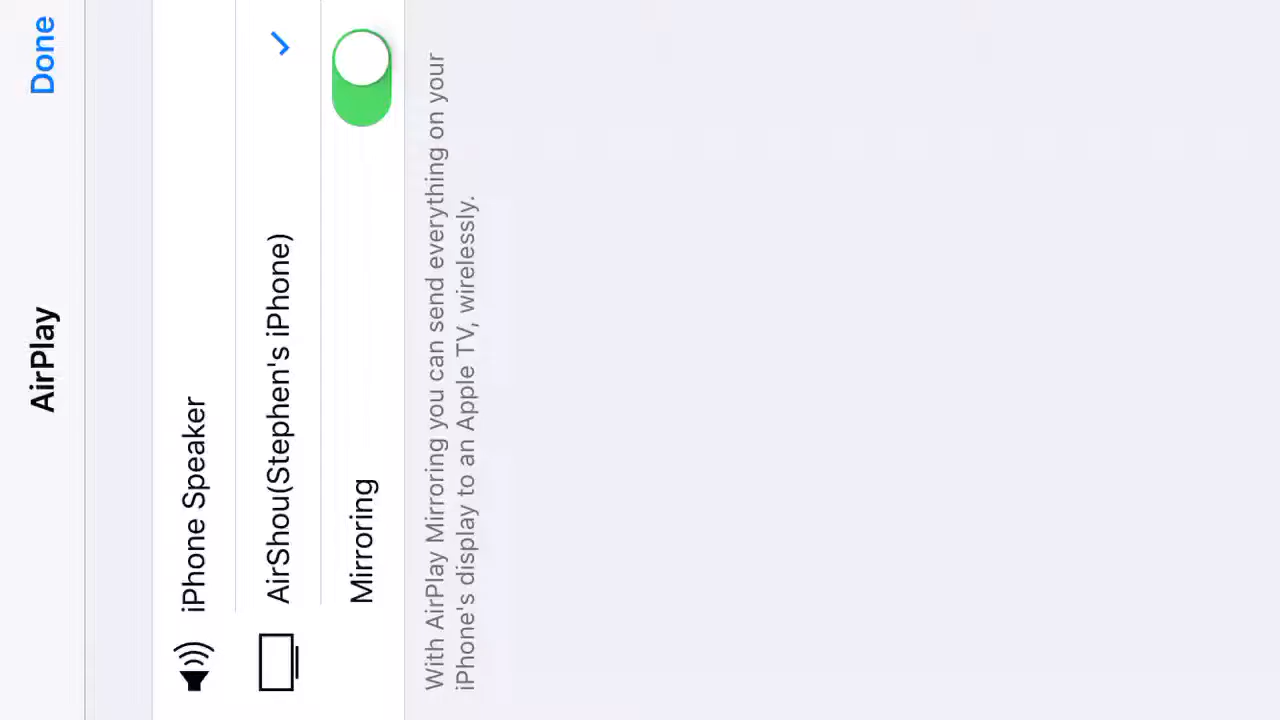 AirPlay
Done
iPhone Speaker
AirShou(Stephen's iPhone)
Mirroring
With AirPlay Mirroring you can send everything on your
iPhone's display to an Apple TV, wirelessly.